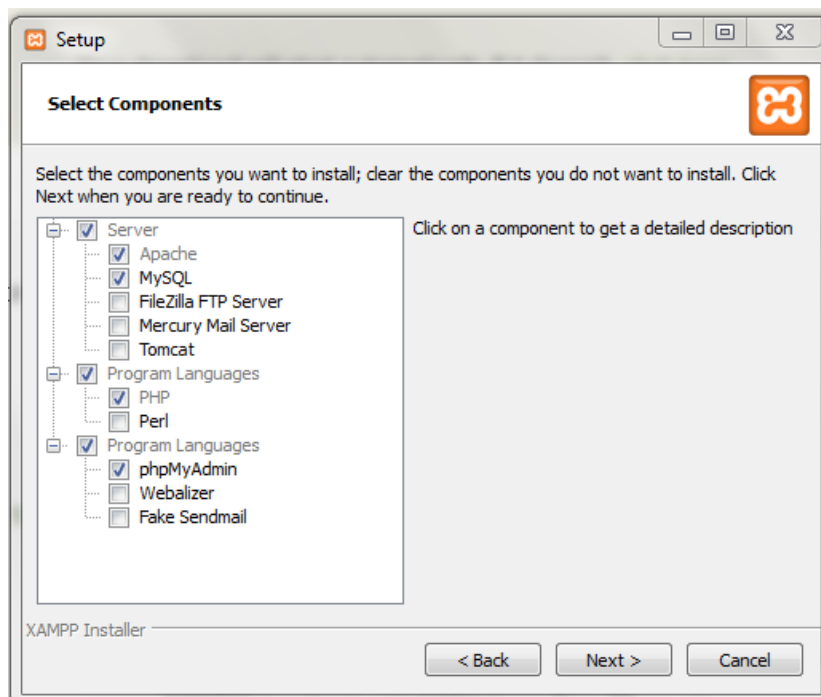 Setup
Select Components
Select the components you want to install; clear the components you do not want to install. Click
Next when you are ready to continue.
Server
Apache
MySQL
FileZilla FTP Server
Mercury Mail Server
Tomcat
Program Languages
PHP
Perl
Program Languages
phpMyAdmin
Webalizer
Fake Sendmail
Click on a component to get a detailed description
XAMPP Installer
< Back
Next >
Cancel